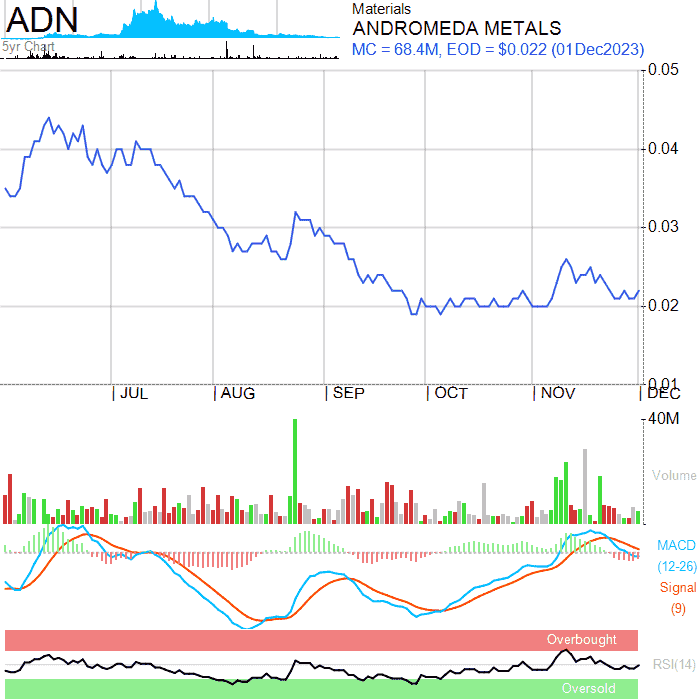 ADN
5yr Chart
Materials
ANDROMEDA METALS
MC = 68.4M, EOD = $0.022 (01Dec2023)
0.05
0.04
0.03
0.02
0.01
JUL AUG SEP OCT NOV DEC
40M
Volume
MACD
(12-26)
Signal
(9)
Overbought
RSI(14)
Oversold